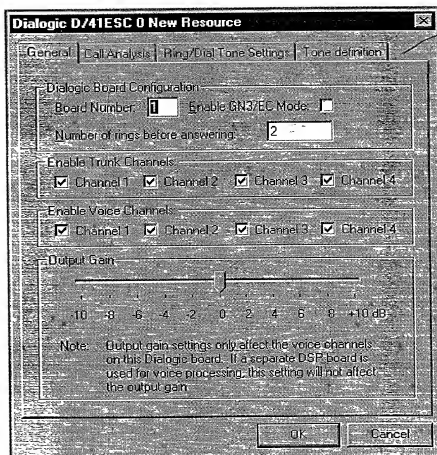 Dialogic D/41ESC 0 New Resource
General Call Analysis Ring/Dial Tone Settings Tone definition
Dialogic Board Configuration
Board Number: 1 Enable GN3/EC Mode:
Number of rings before answering: 2
Enable Trunk Channels:
Channel 1 Channel 2 Channel 3 Channel 4
Enable Voice Channels:
Channel 1 Channel 2 Channel 3 Channel 4
Output Gain
-10 -8 -6 -4 -2 0 2 4 6 8 +10 dB
Note: Output gain settings only affect the voice channels
on this Dialogic board. If a separate DSP board is
used for voice processing, this setting will not affect
the output gain
OK Cancel